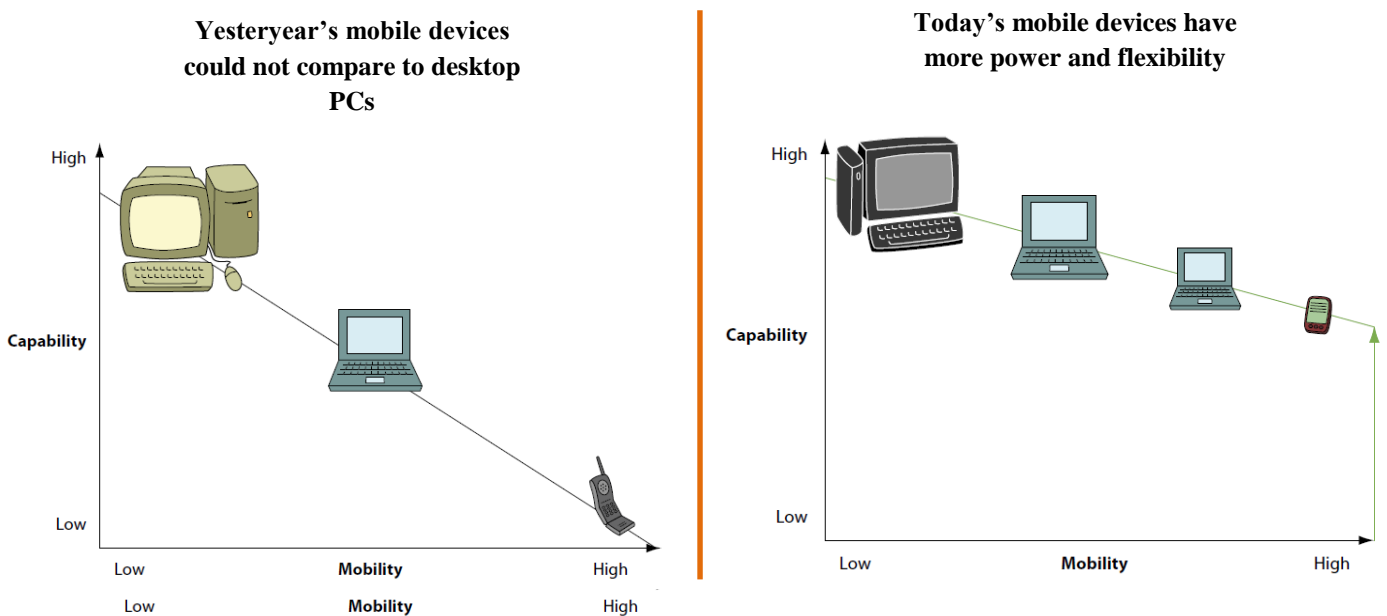 Yesteryear's mobile devices
could not compare to desktop
PCs
High
Capability
Low
Low Mobility High
Low Mobility High
Today's mobile devices have
more power and flexibility
High
Capability
Low
Low Mobility High